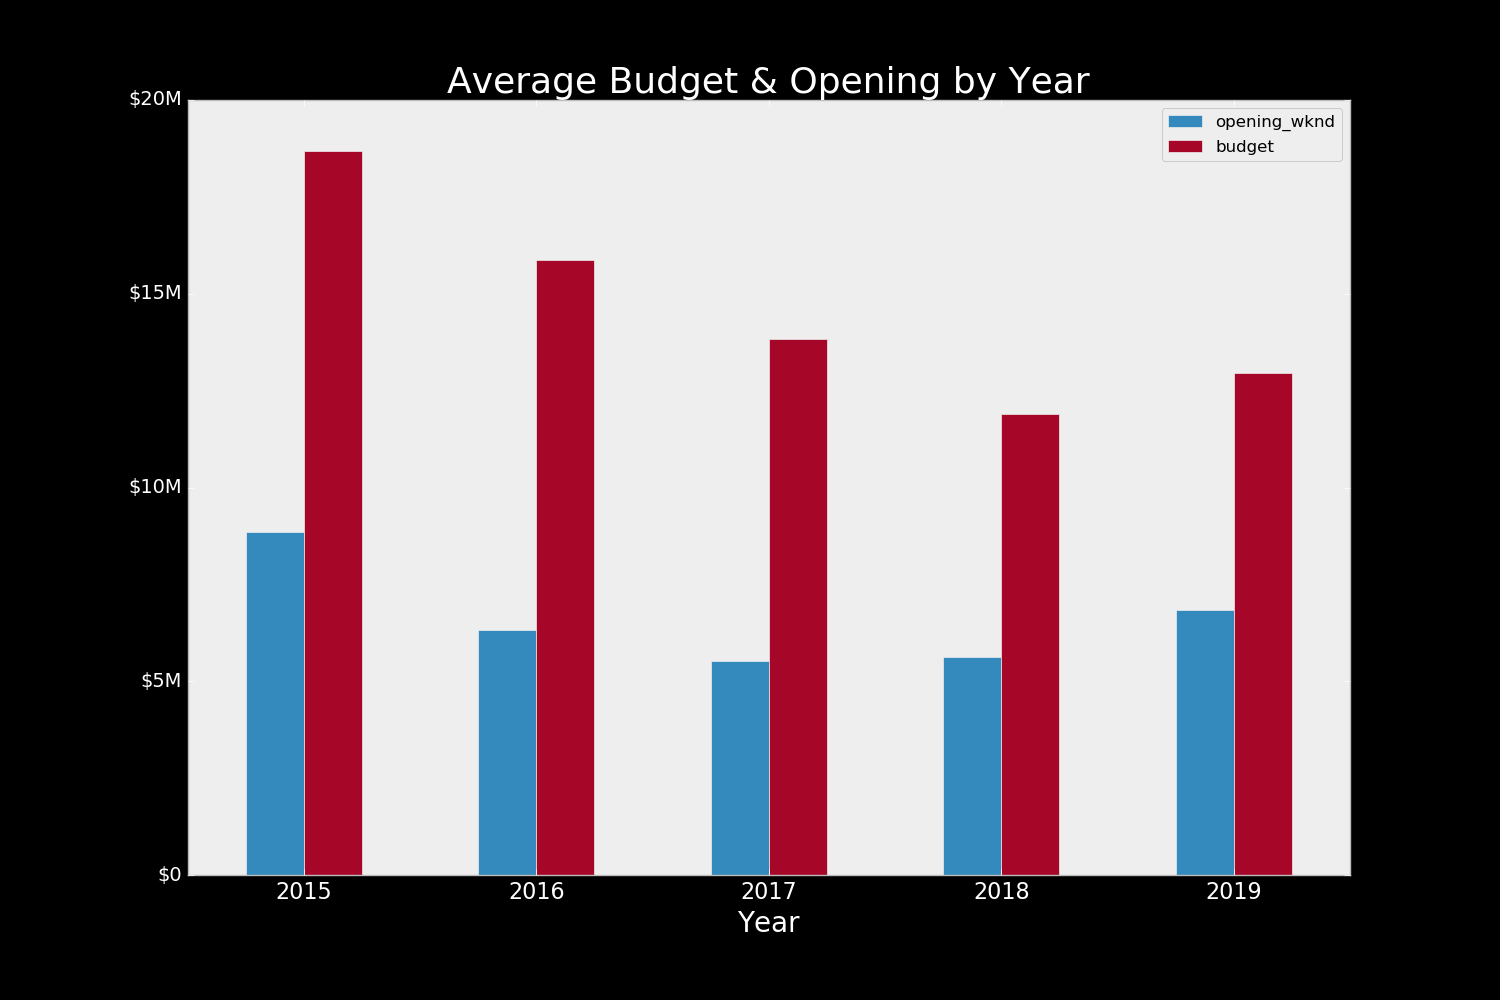 Average Budget & Opening by Year
$20M
$15M
$10M
$5M
$0
opening_wknd
budget
2015 2016 2017 2018 2019
Year